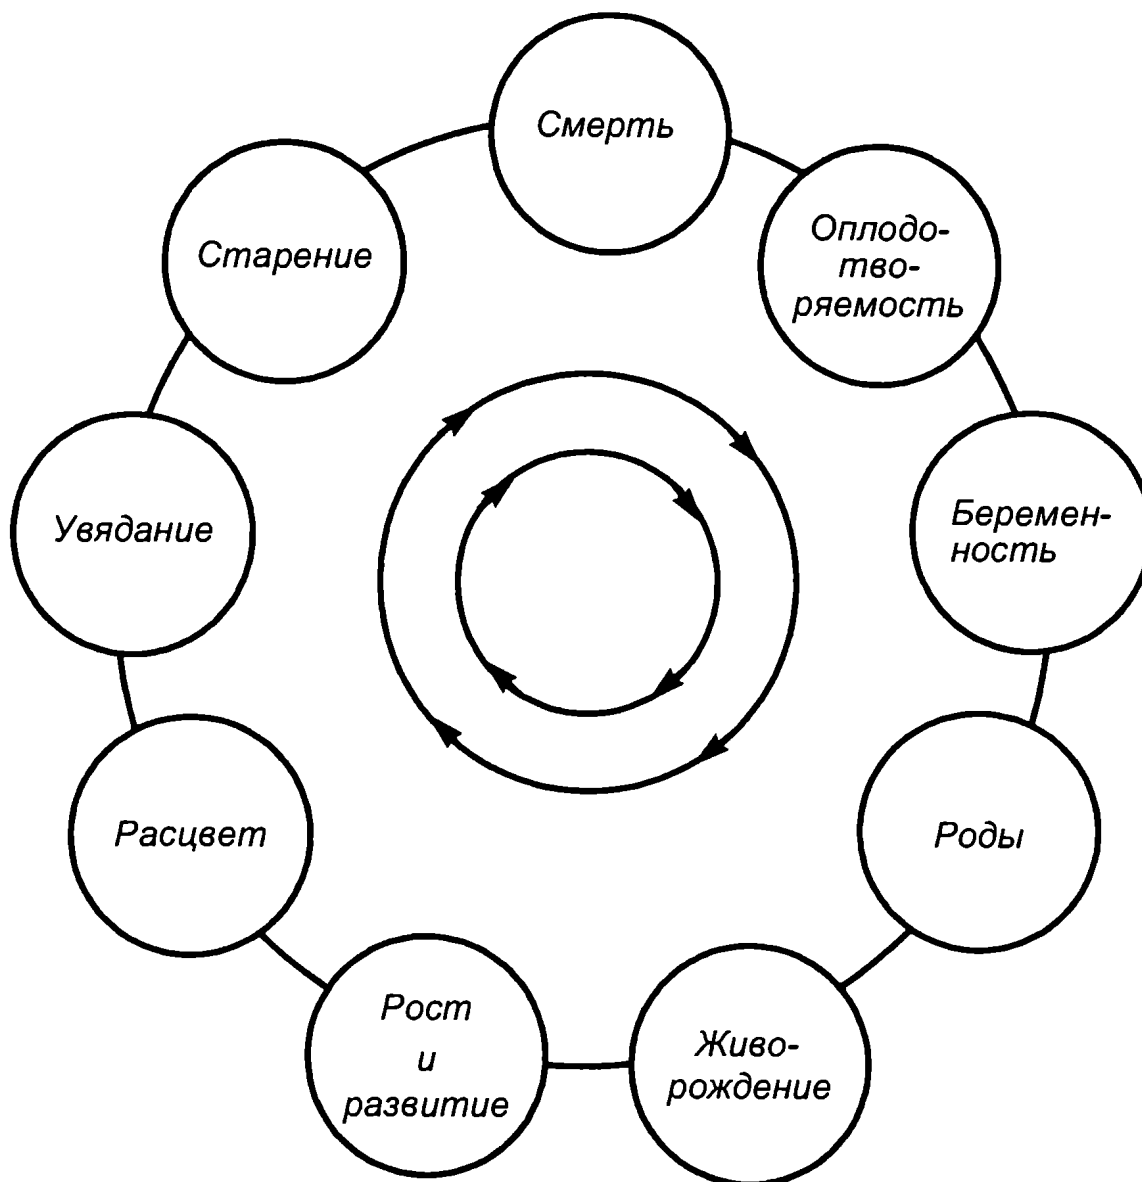 Смерть
Оплодо-
тво-
ряемость
Беремен-
ность
Роды
Живо-
рождение
Рост
и
развитие
Расцвет
Увядание
Старение